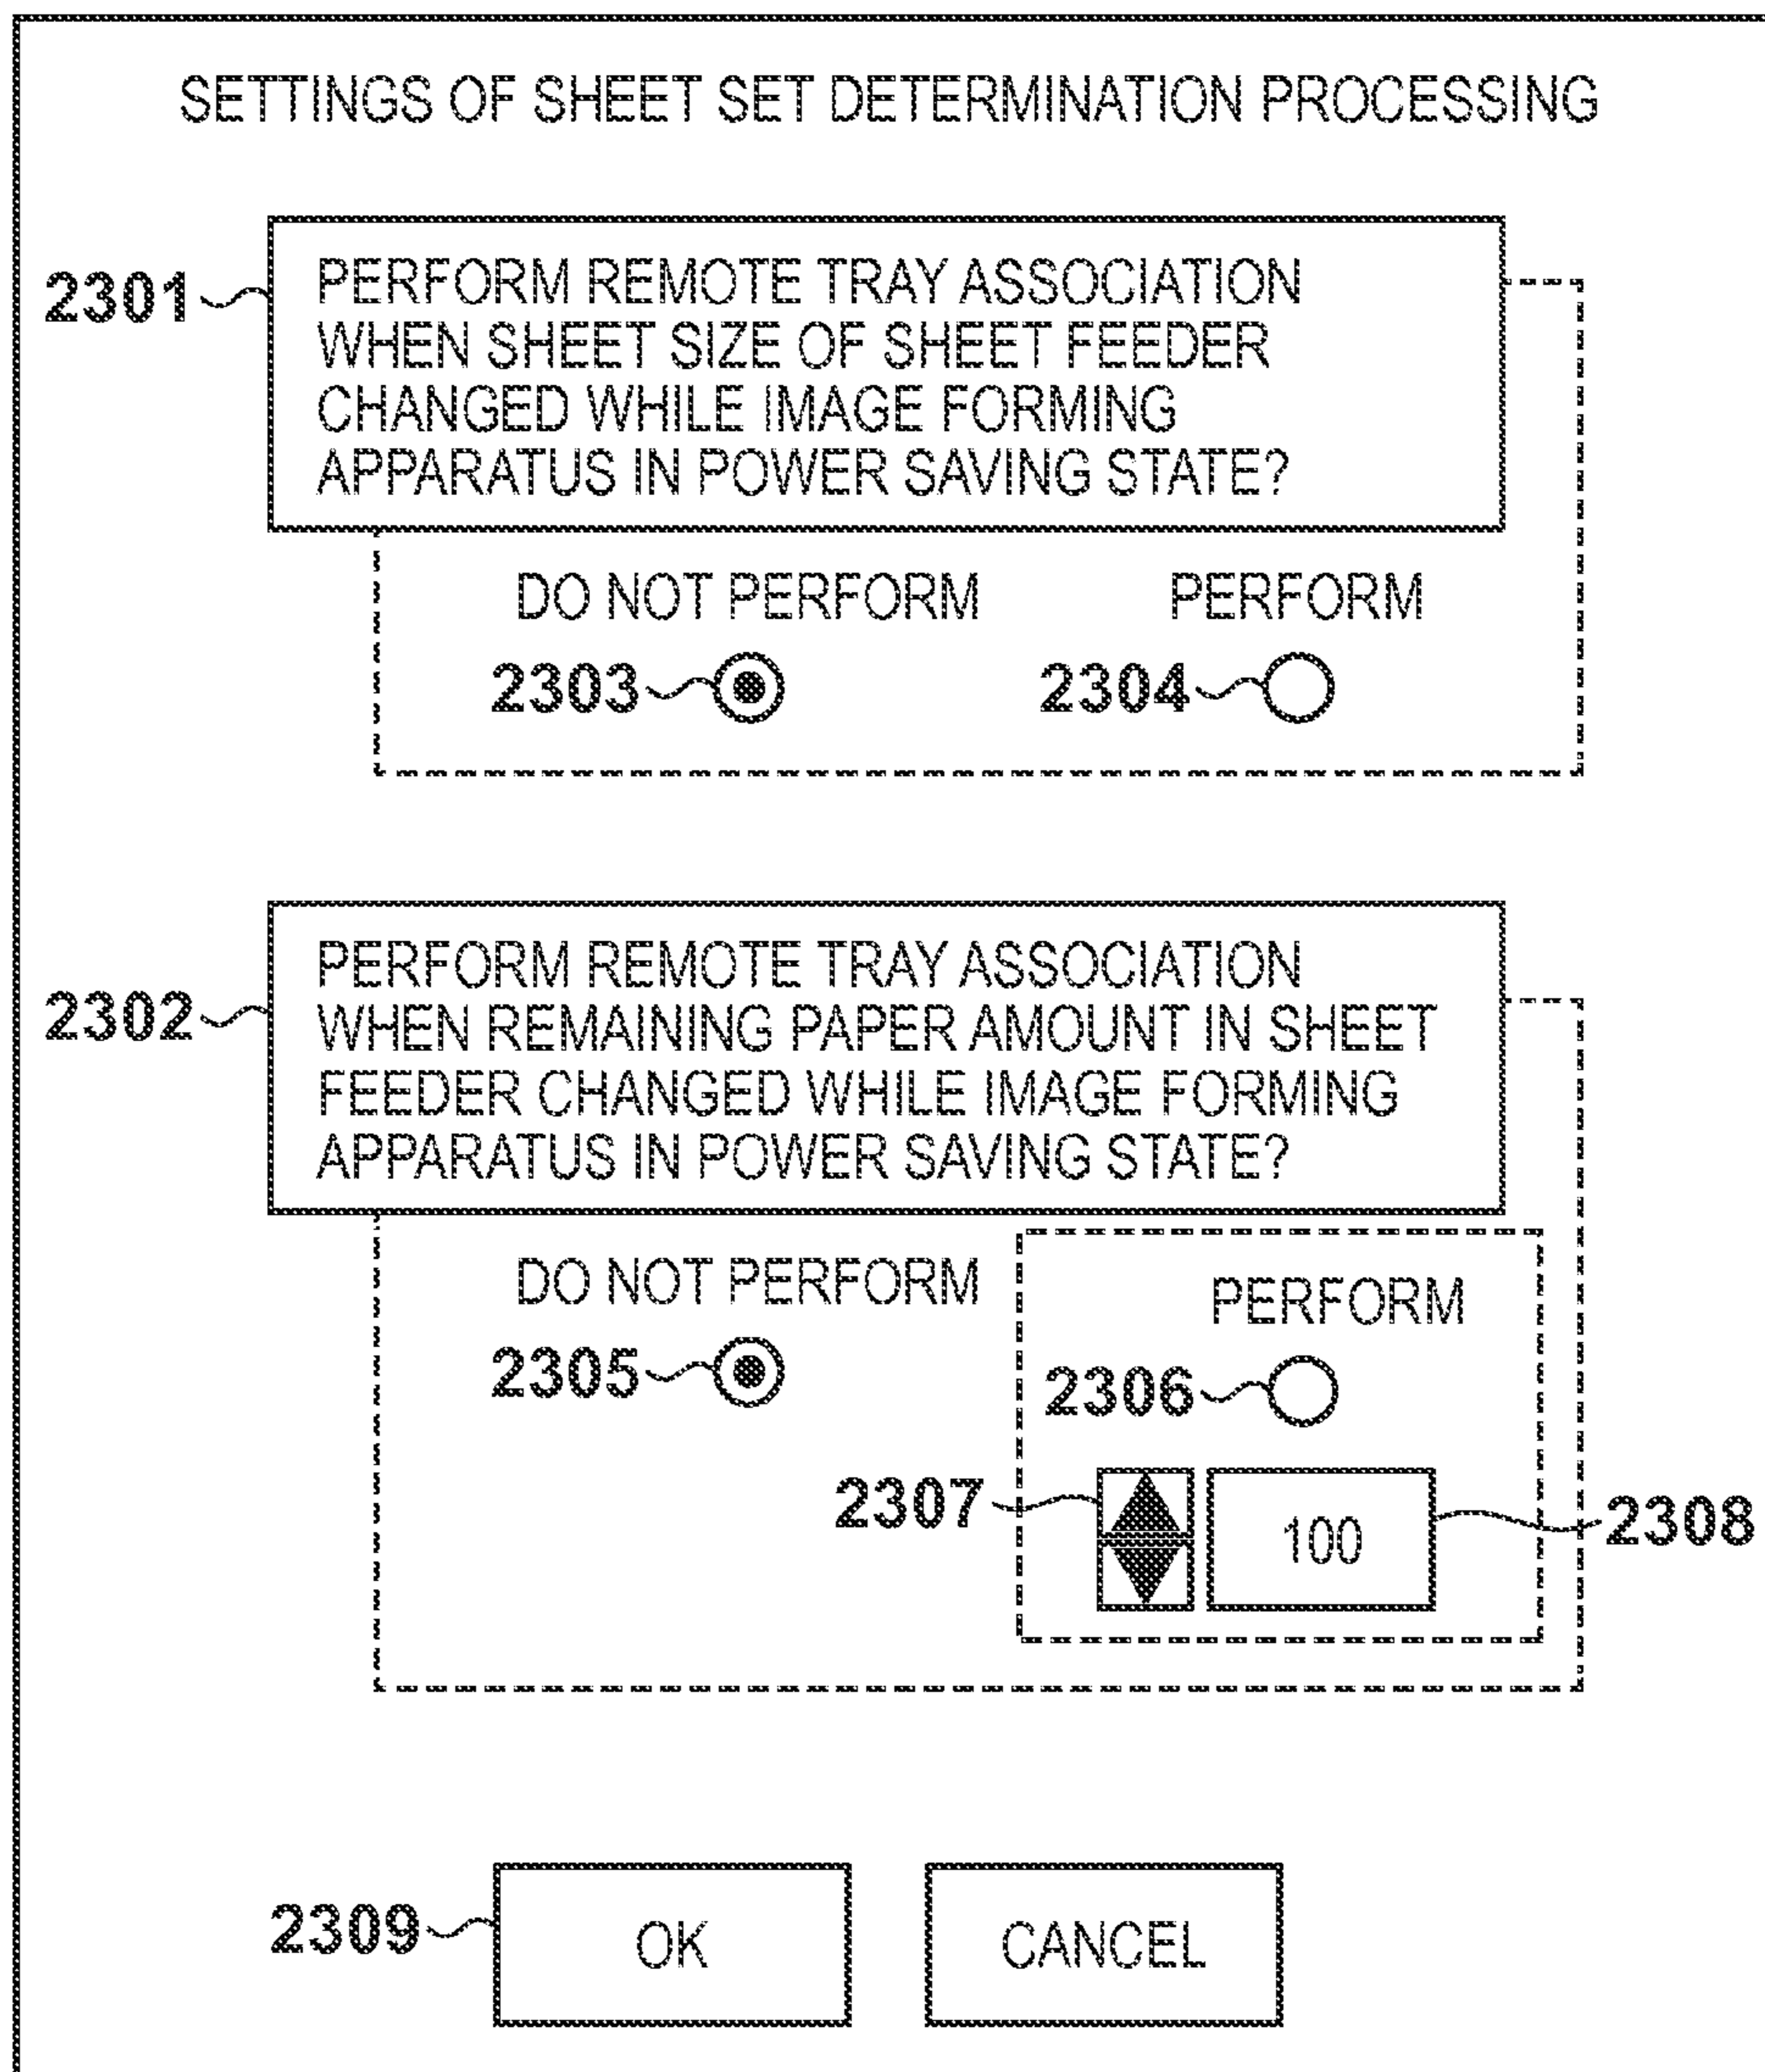 SETTINGS OF SHEET SET DETERMINATION PROCESSING
2301
PERFORM REMOTE TRAY ASSOCIATION
WHEN SHEET SIZE OF SHEET FEEDER
CHANGED WHILE IMAGE FORMING
APPARATUS IN POWER SAVING STATE?
DO NOT PERFORM PERFORM
2303 2304
2302
PERFORM REMOTE TRAY ASSOCIATION
WHEN REMAINING PAPER AMOUNT IN SHEET
FEEDER CHANGED WHILE IMAGE FORMING
APPARATUS IN POWER SAVING STATE?
DO NOT PERFORM PERFORM
2305 2306
2307 100 2308
2309 OK CANCEL